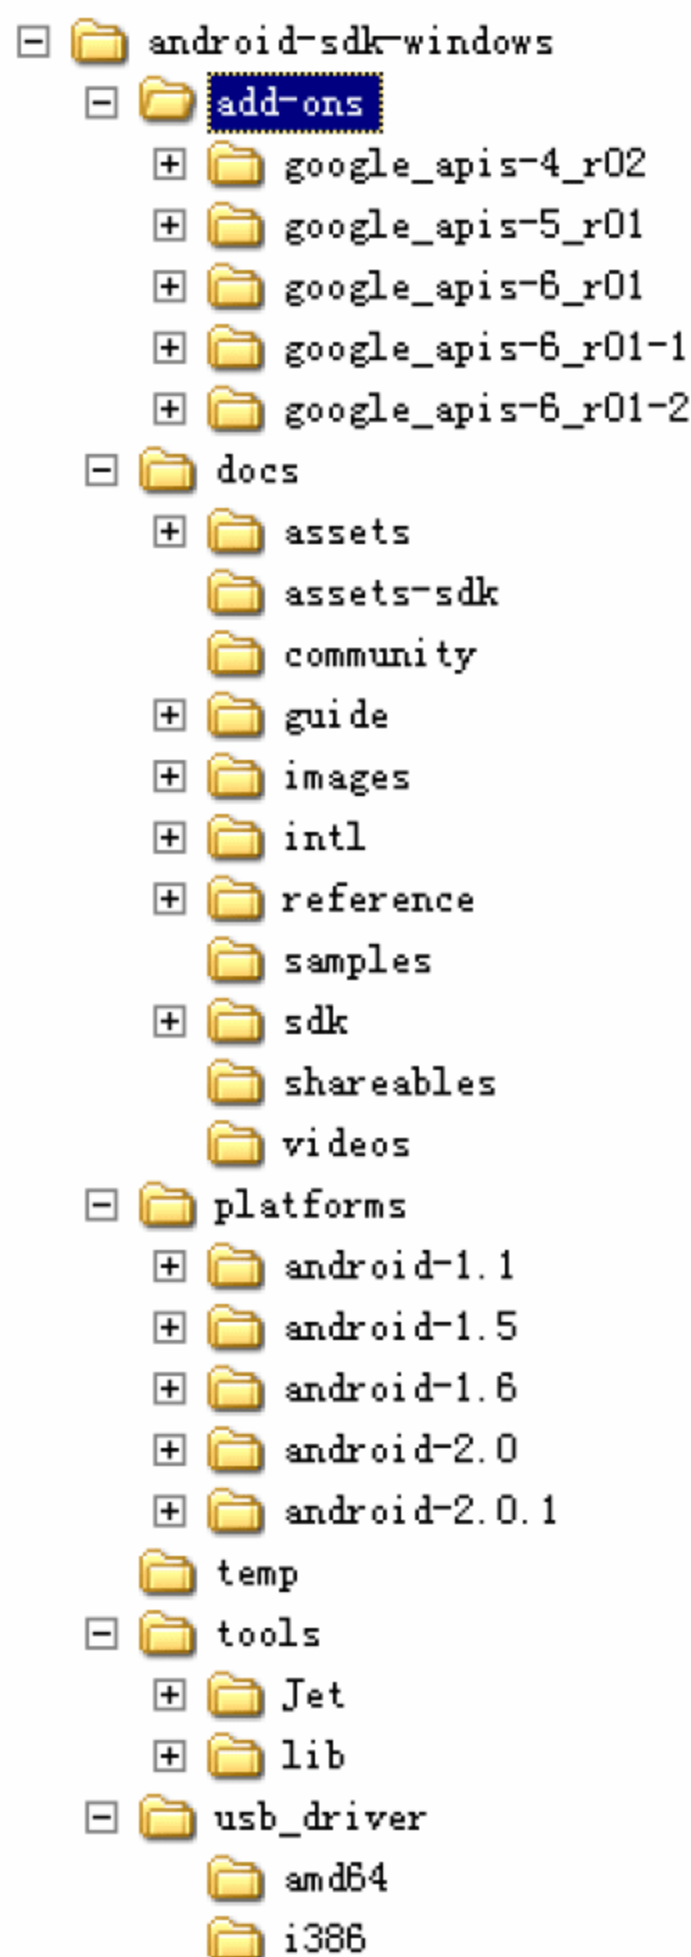 android-sdk-windows
add-ons
google_apis-4_r02
google_apis-5_r01
google_apis-6_r01
google_apis-6_r01-1
google_apis-6_r01-2
docs
assets
assets-sdk
community
guide
images
intl
reference
samples
sdk
shareables
videos
platforms
android-1.1
android-1.5
android-1.6
android-2.0
android-2.0.1
temp
tools
Jet
lib
usb_driver
amd64
i386